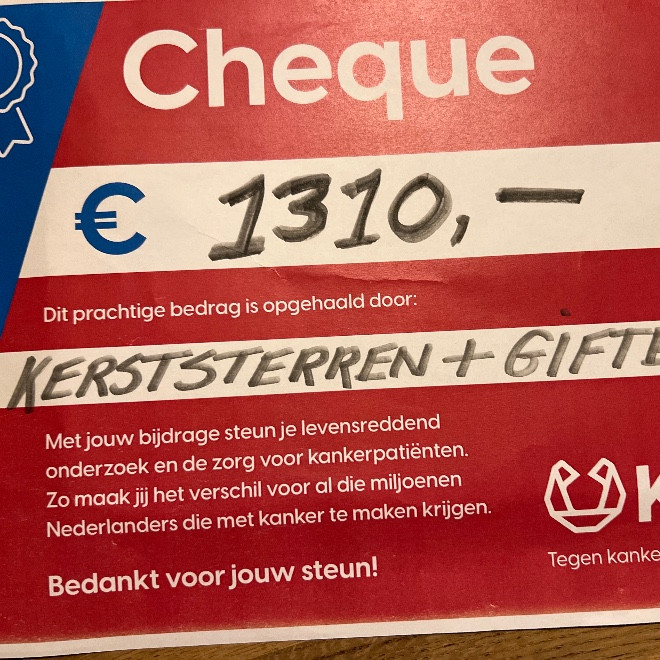 Cheque
€ 1310,—
Dit prachtige bedrag is opgehaald door:
KERSTSTERREN + GIFTE
Met jouw bijdrage steun je levensreddend
onderzoek en de zorg voor kankerpatiënten.
Zo maak jij het verschil voor al die miljoenen
Nederlanders die met kanker te maken krijgen.
K
Tegen kanke
Bedankt voor jouw steun!